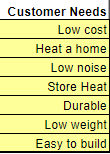 Customer Needs
Low cost
Heat a home
Low noise
Store Heat
Durable
Low weight
Easy to build